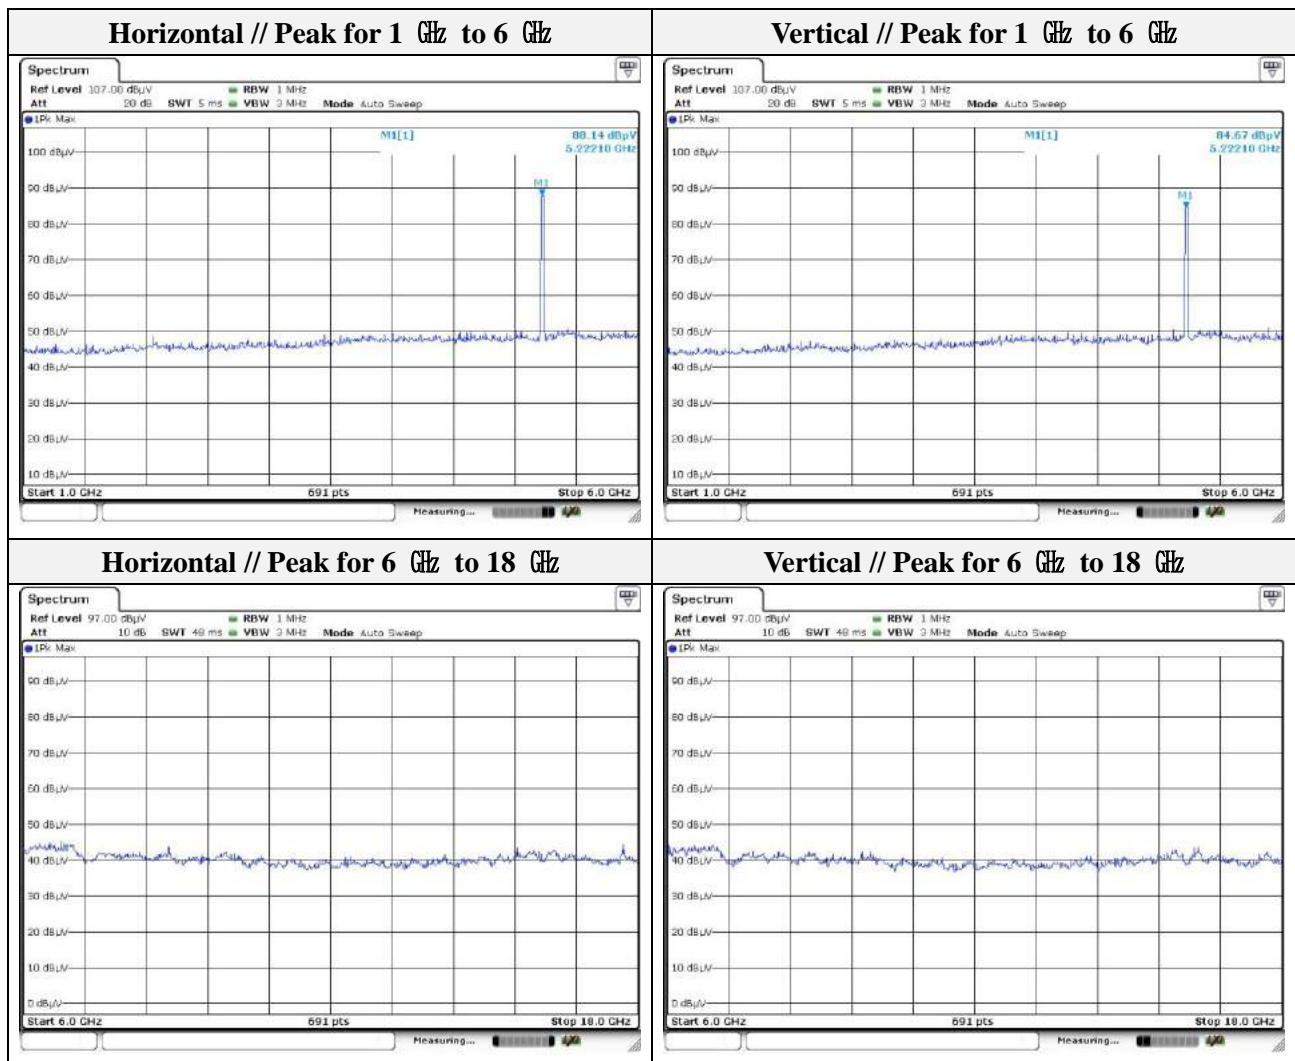 Horizontal // Peak for 1 ㎓ to 6 ㎓
Spectrum
Ref Level 107.00 dBµV RBW 1 MHz
Att 20 dB SWT 5 ms VBW 3 MHz Mode Auto Sweep
1Pk Max
M1[1] 88.14 dBµV
5.22210 GHz
100 dBµV
M1
90 dBµV
80 dBµV
70 dBµV
60 dBµV
50 dBµV
40 dBµV
30 dBµV
20 dBµV
10 dBµV
Start 1.0 GHz 691 pts Stop 6.0 GHz
Measuring...
Vertical // Peak for 1 ㎓ to 6 ㎓
Spectrum
Ref Level 107.00 dBµV RBW 1 MHz
Att 20 dB SWT 5 ms VBW 3 MHz Mode Auto Sweep
1Pk Max
M1[1] 84.67 dBµV
5.22210 GHz
100 dBµV
90 dBµV
M1
80 dBµV
70 dBµV
60 dBµV
50 dBµV
40 dBµV
30 dBµV
20 dBµV
10 dBµV
Start 1.0 GHz 691 pts Stop 6.0 GHz
Measuring...
Horizontal // Peak for 6 ㎓ to 18 ㎓
Spectrum
Ref Level 97.00 dBµV RBW 1 MHz
Att 10 dB SWT 48 ms VBW 3 MHz Mode Auto Sweep
1Pk Max
90 dBµV
80 dBµV
70 dBµV
60 dBµV
50 dBµV
40 dBµV
30 dBµV
20 dBµV
10 dBµV
0 dBµV
Start 6.0 GHz 691 pts Stop 18.0 GHz
Measuring...
Vertical // Peak for 6 ㎓ to 18 ㎓
Spectrum
Ref Level 97.00 dBµV RBW 1 MHz
Att 10 dB SWT 48 ms VBW 3 MHz Mode Auto Sweep
1Pk Max
90 dBµV
80 dBµV
70 dBµV
60 dBµV
50 dBµV
40 dBµV
30 dBµV
20 dBµV
10 dBµV
0 dBµV
Start 6.0 GHz 691 pts Stop 18.0 GHz
Measuring...